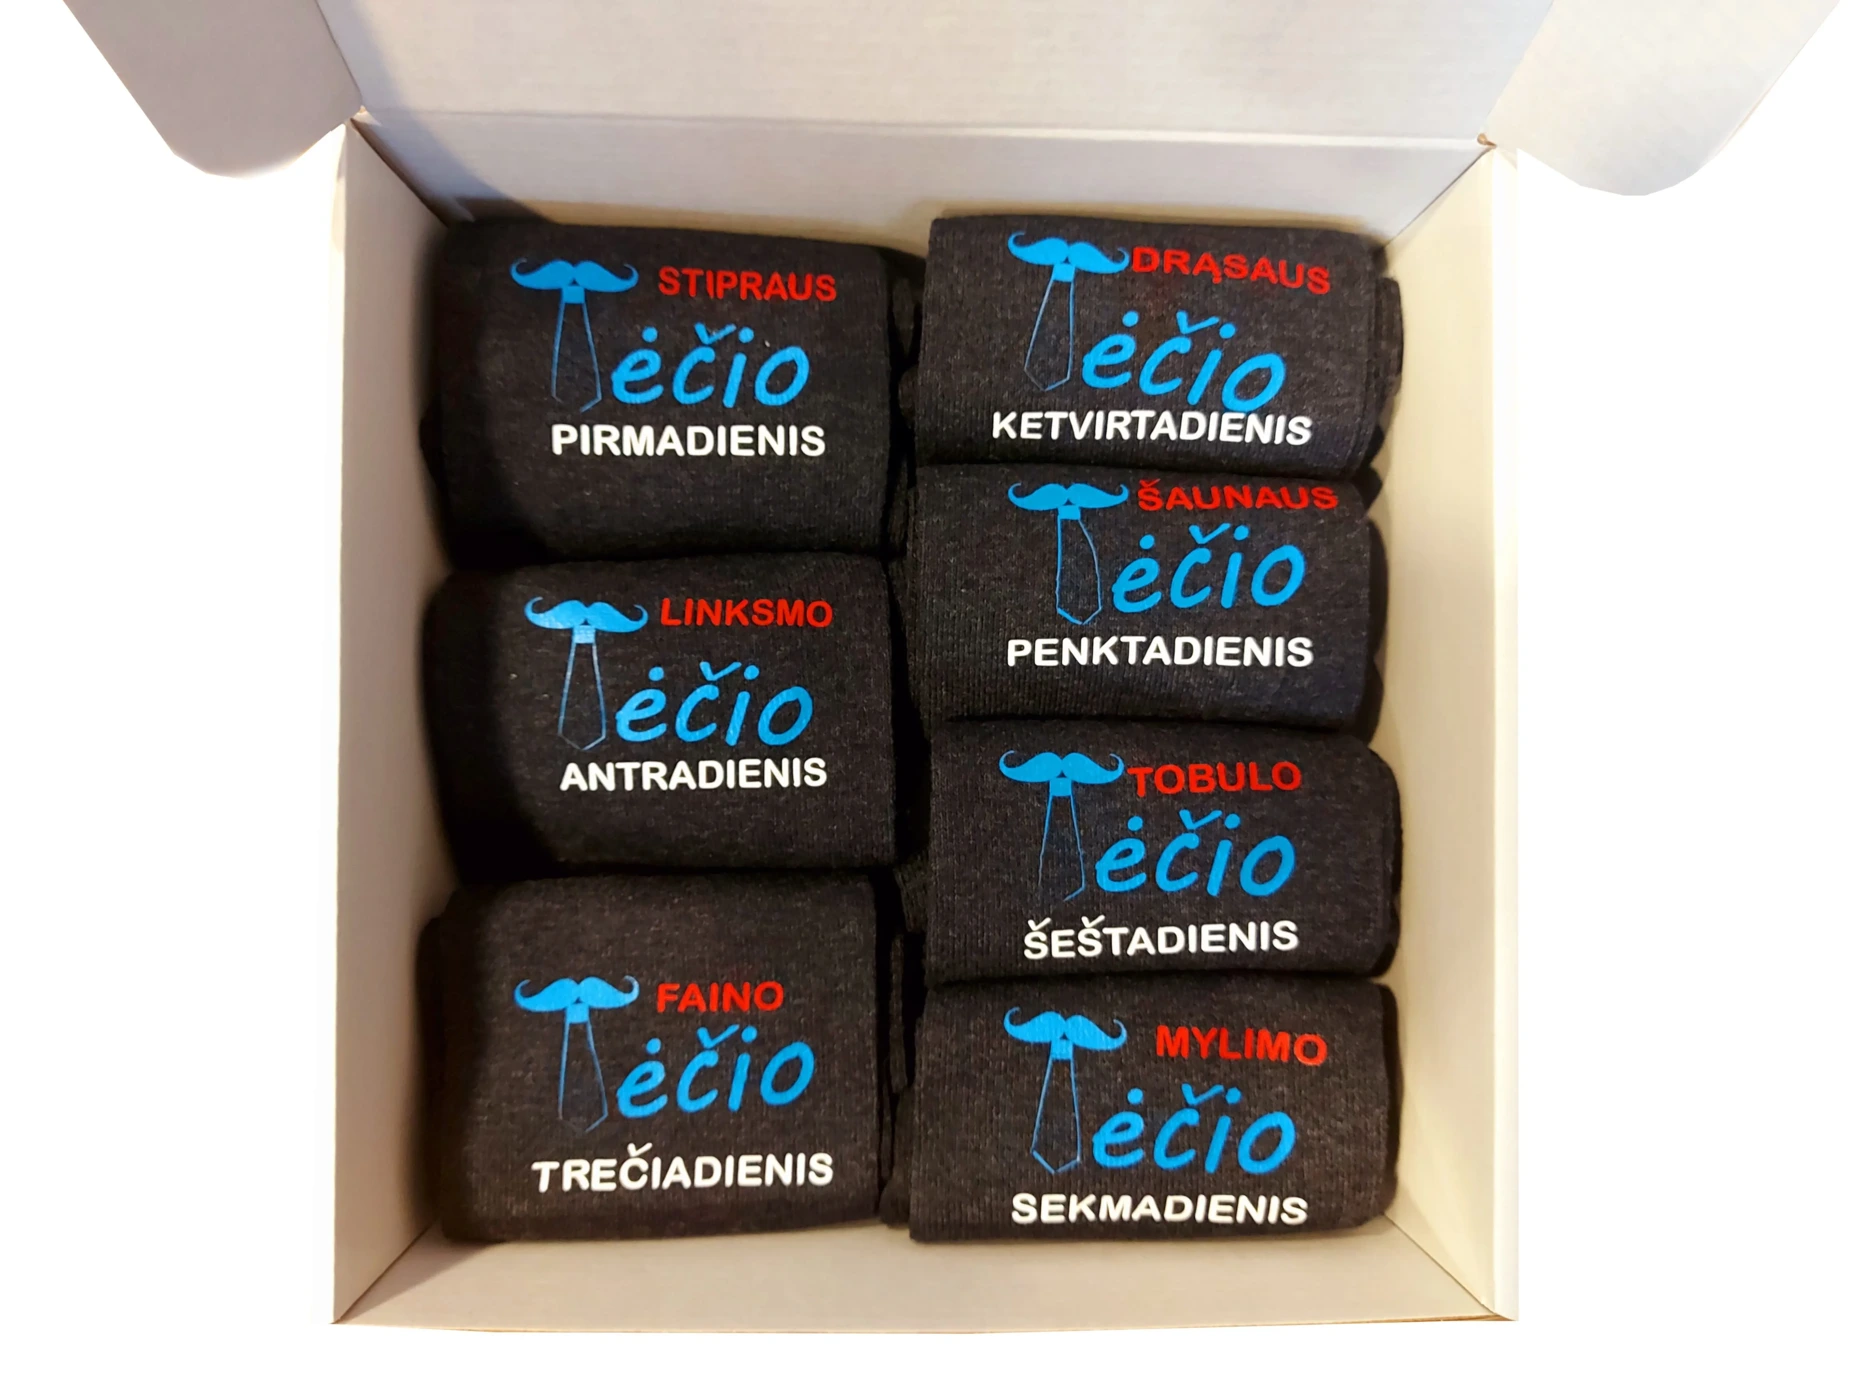 STIPRAUS
Tėčio
PIRMADIENIS
LINKSMO
Tėčio
ANTRADIENIS
FAINO
Tėčio
TREČIADIENIS
DRĄSAUS
Tėčio
KETVIRTADIENIS
ŠAUNAUS
Tėčio
PENKTADIENIS
TOBULO
Tėčio
ŠEŠTADIENIS
MYLIMO
Tėčio
SEKMADIENIS